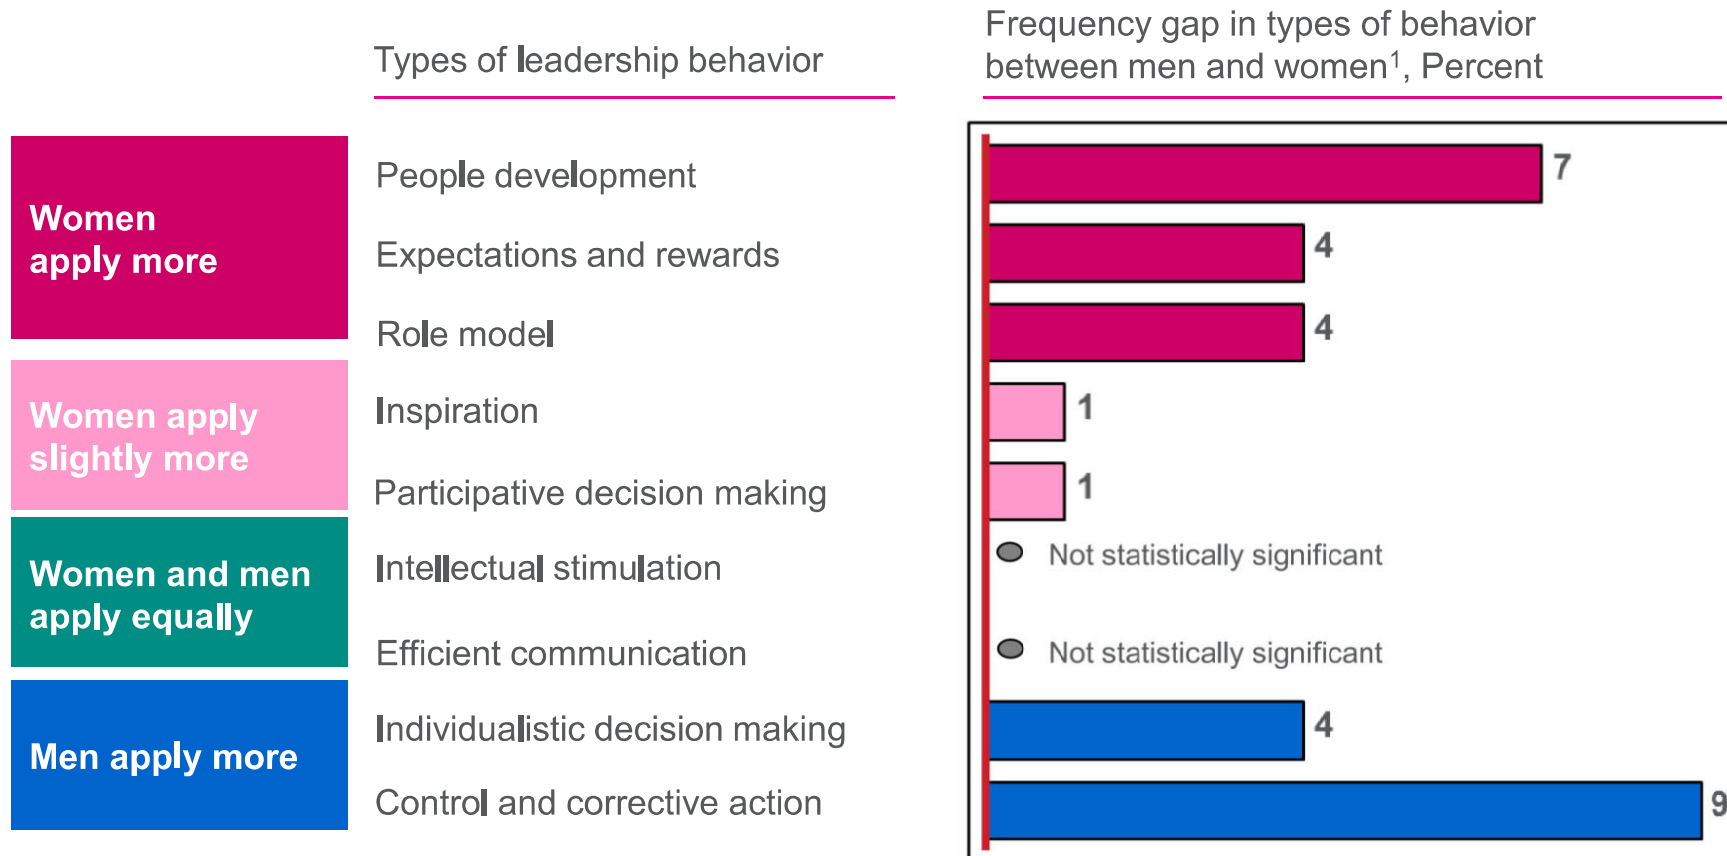 Types of leadership behavior
Frequency gap in types of behavior
between men and women¹, Percent
Women
apply more
People development
7
Expectations and rewards
4
Role model
4
Women apply
slightly more
Inspiration
1
Participative decision making
1
Women and men
apply equally
Intellectual stimulation
Not statistically significant
Efficient communication
Not statistically significant
Men apply more
Individualistic decision making
4
Control and corrective action
9